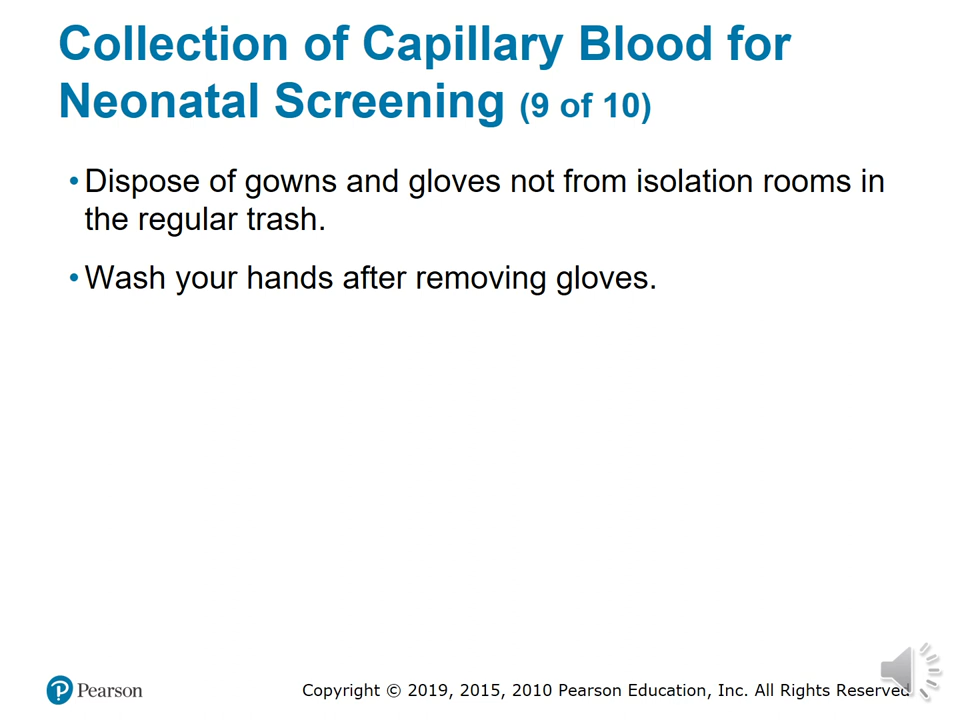 Collection of Capillary Blood for
Neonatal Screening (9 of 10)
• Dispose of gowns and gloves not from isolation rooms in
the regular trash.
• Wash your hands after removing gloves.
Pearson
Copyright © 2019, 2015, 2010 Pearson Education, Inc. All Rights Reserved